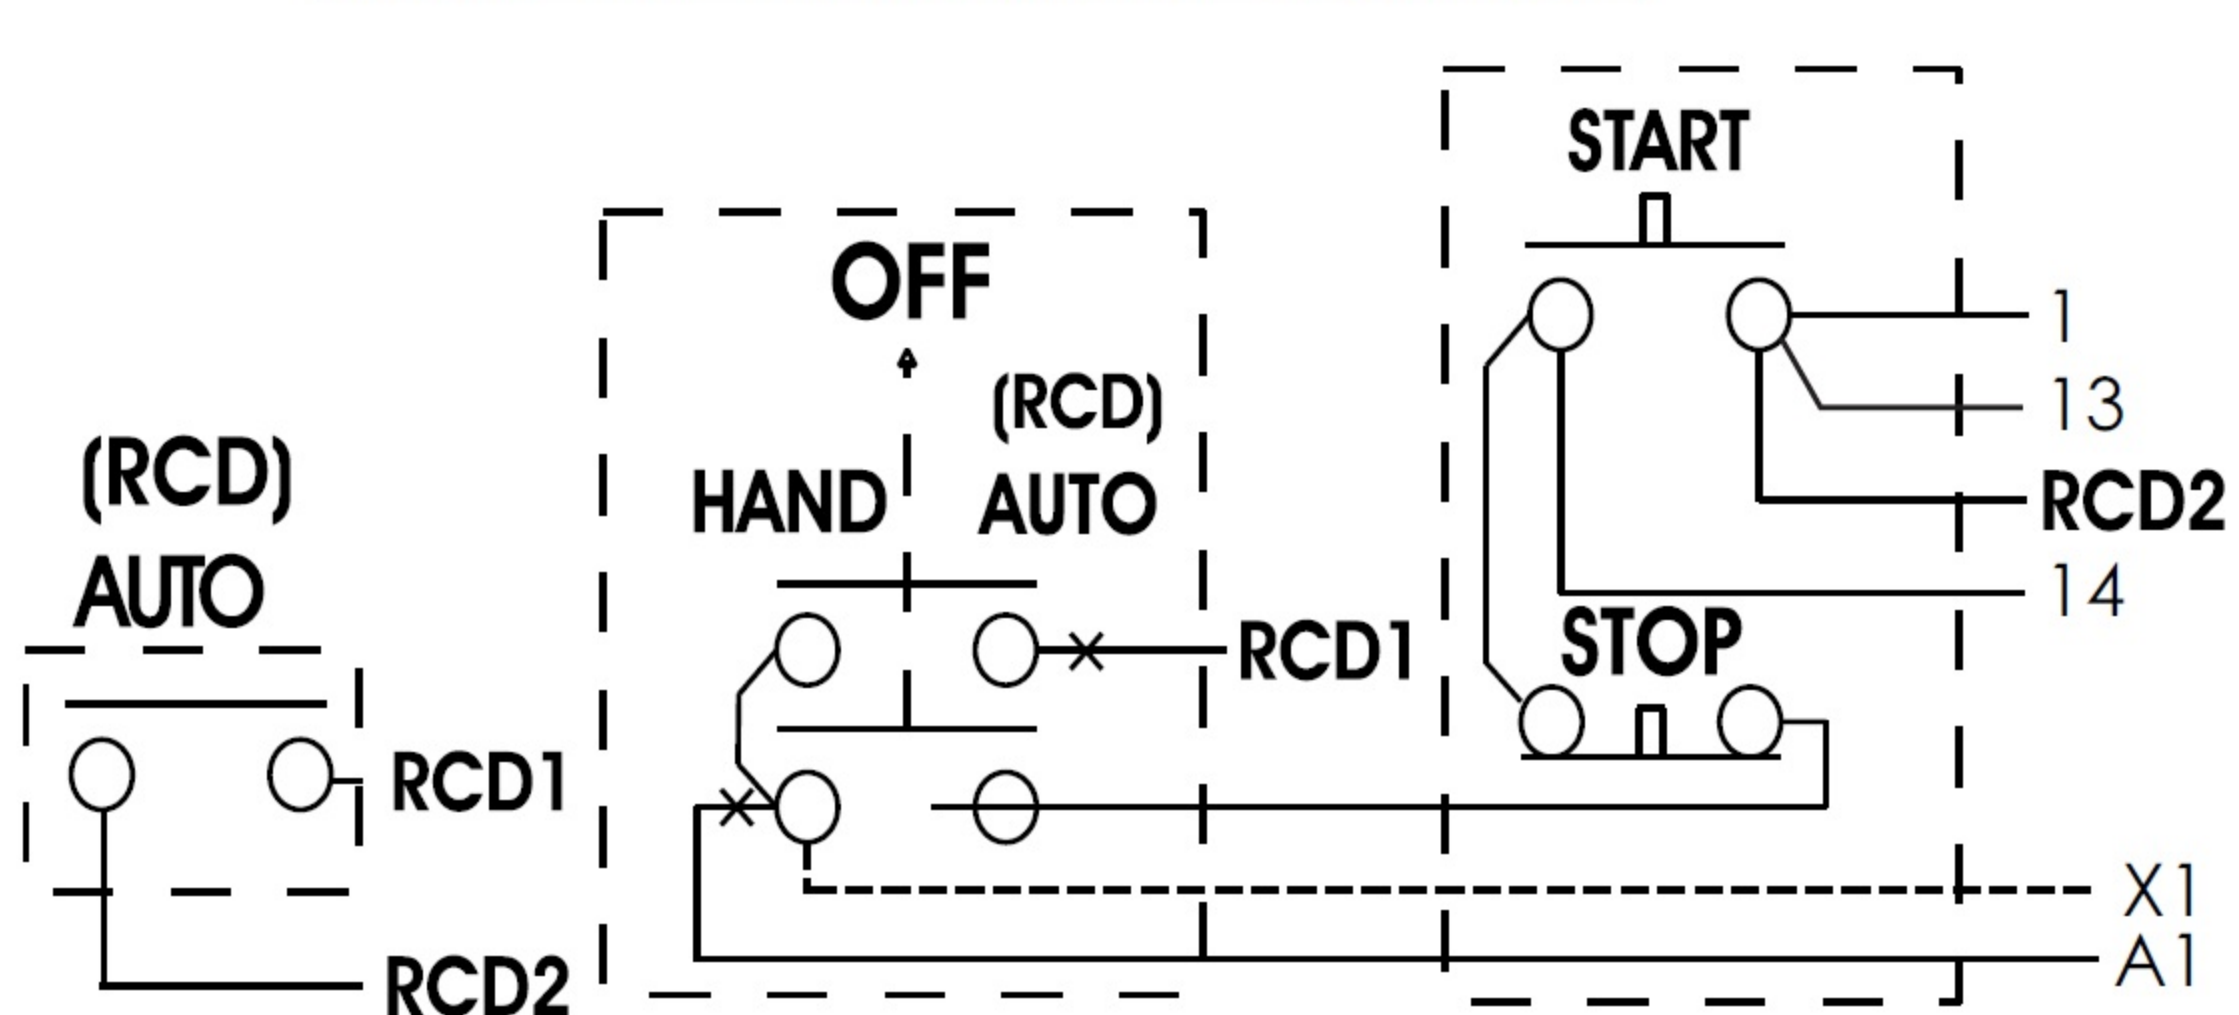 START
OFF
1
(RCD)
13
(RCD)
HAND
AUTO
RCD2
AUTO
14
STOP
RCD1
RCD1
X1
A1
RCD2